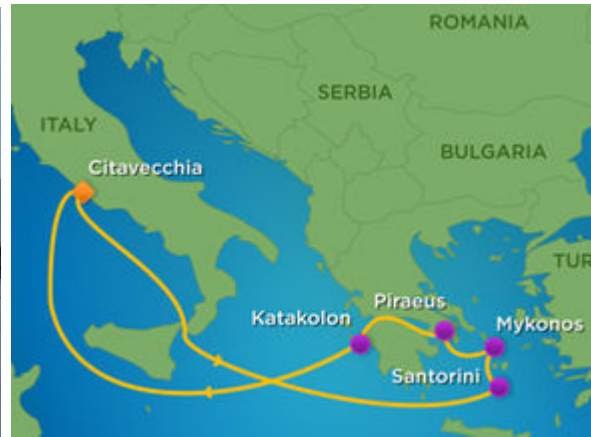 ROMANIA
SERBIA
ITALY
BULGARIA
Citavecchia
TUR
Piraeus
Katakolon
Mykonos
Santorini